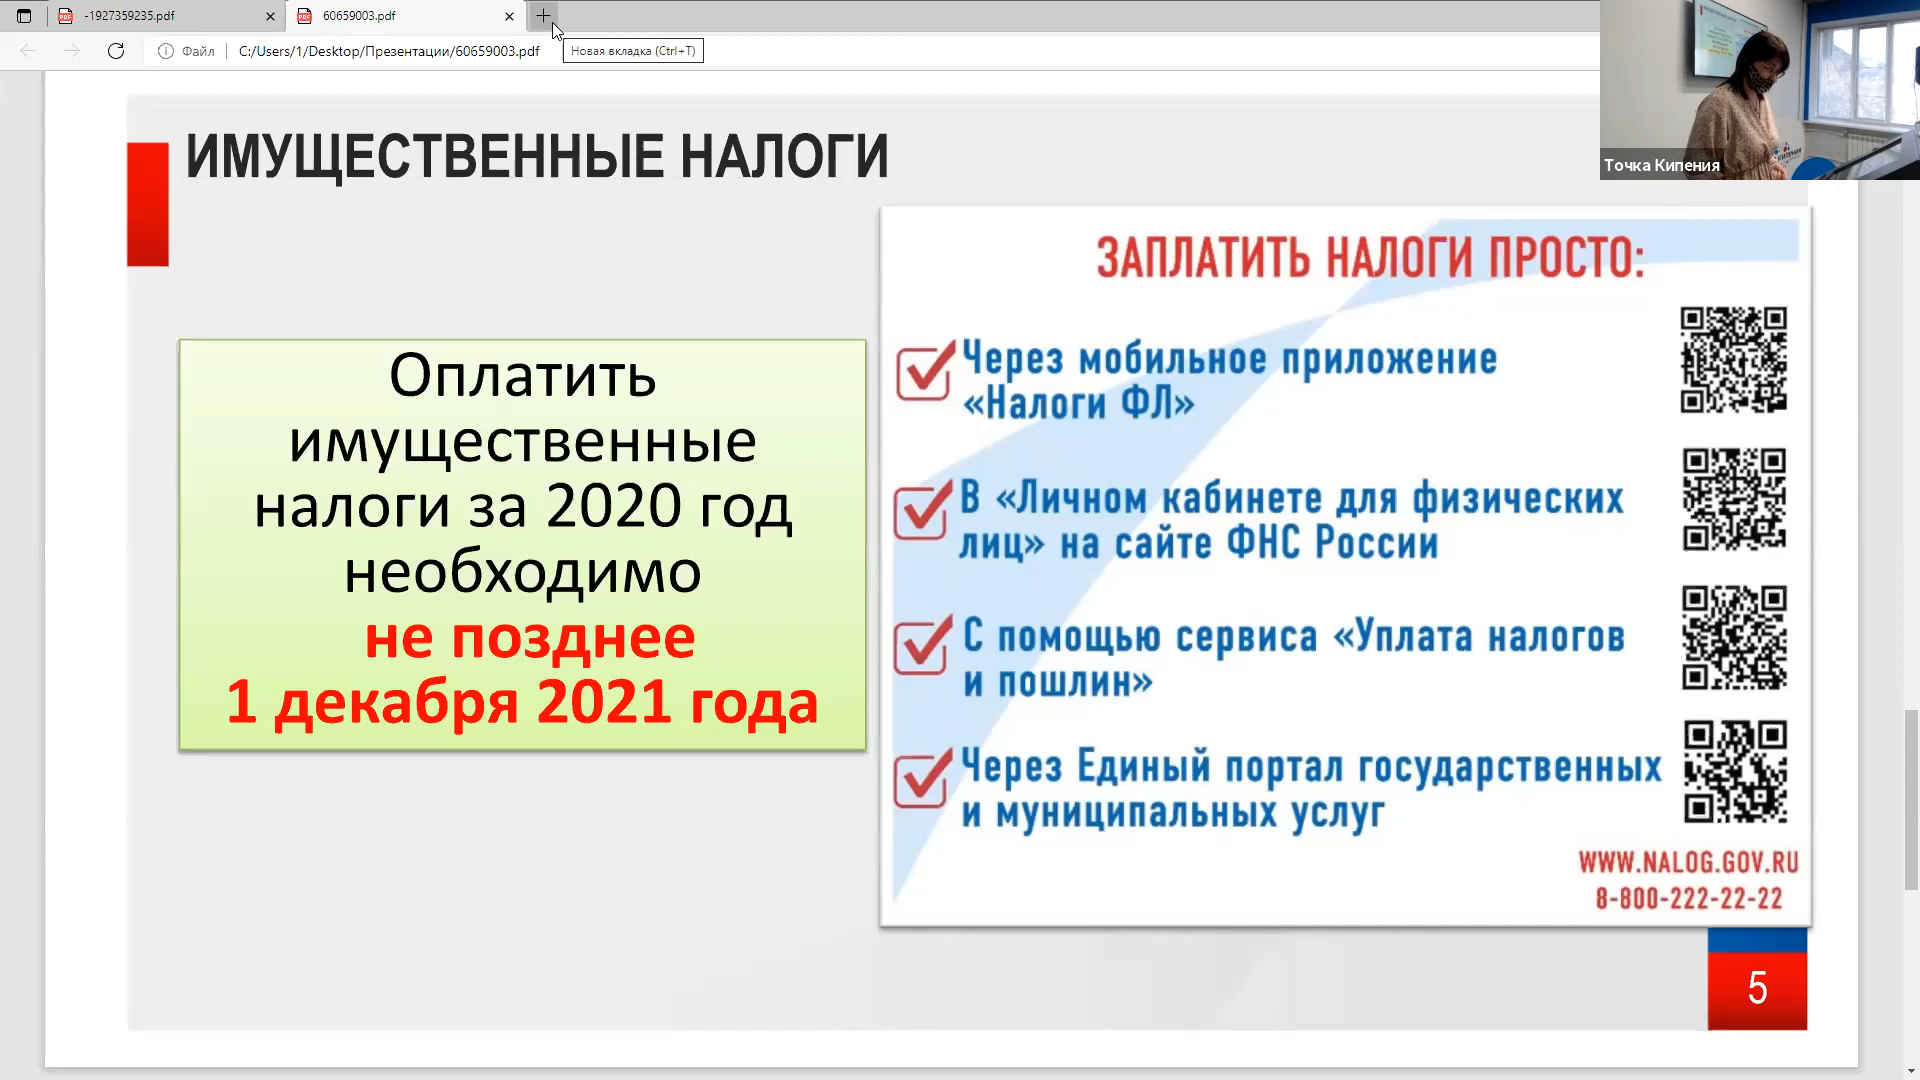 -1927359235.pdf
60659003.pdf
Файл
C:/Users/1/Desktop/Презентации/60659003.pdf
Новая вкладка (Ctrl+T)
Точка Кипения
ИМУЩЕСТВЕННЫЕ НАЛОГИ
Оплатить
имущественные
налоги за 2020 год
необходимо
не позднее
1 декабря 2021 года
ЗАПЛАТИТЬ НАЛОГИ ПРОСТО:
Через мобильное приложение
«Налоги ФЛ»
В «Личном кабинете для физических
лиц» на сайте ФНС России
С помощью сервиса «Уплата налогов
и пошлин»
Через Единый портал государственных
и муниципальных услуг
WWW.NALOG.GOV.RU
8-800-222-22-22
5